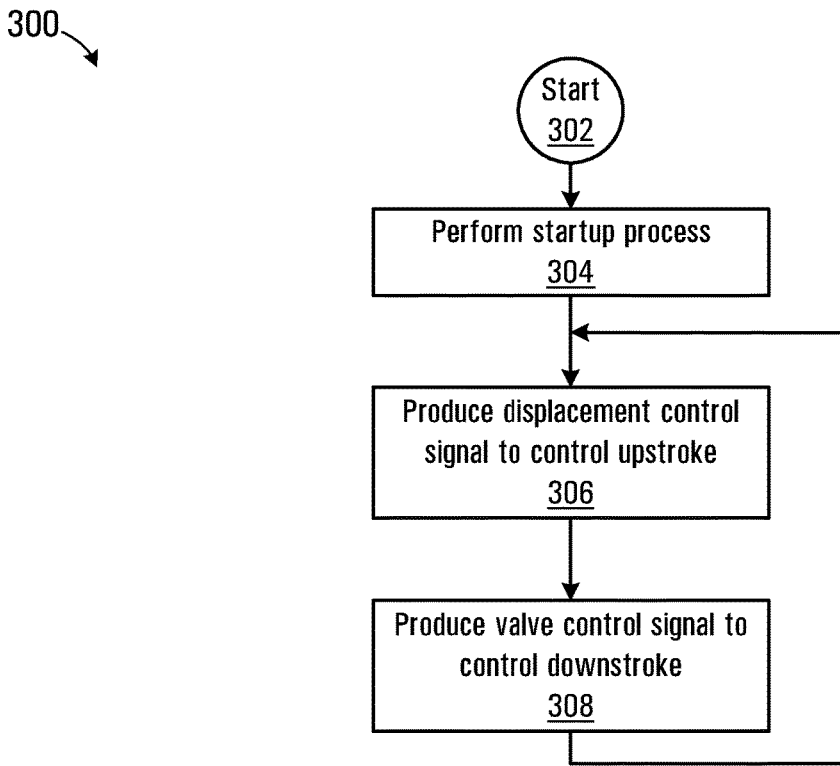 300
Start
302
Perform startup process
304
Produce displacement control
signal to control upstroke
306
Produce valve control signal to
control downstroke
308